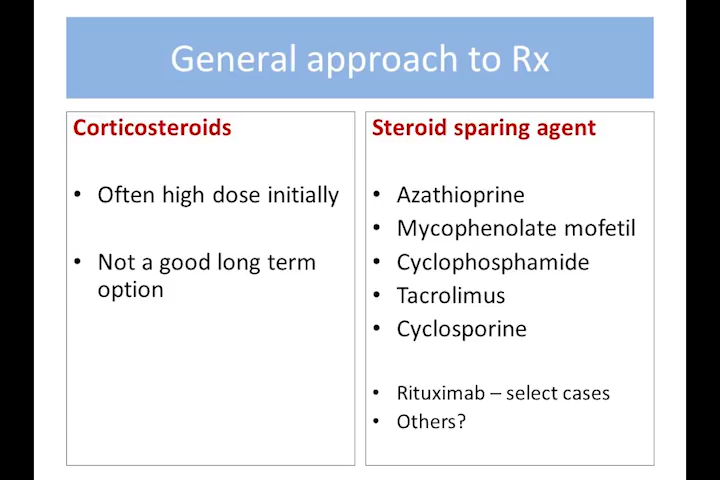 General approach to Rx
Corticosteroids
• Often high dose initially
• Not a good long term
option
Steroid sparing agent
• Azathioprine
• Mycophenolate mofetil
• Cyclophosphamide
• Tacrolimus
• Cyclosporine
• Rituximab – select cases
• Others?